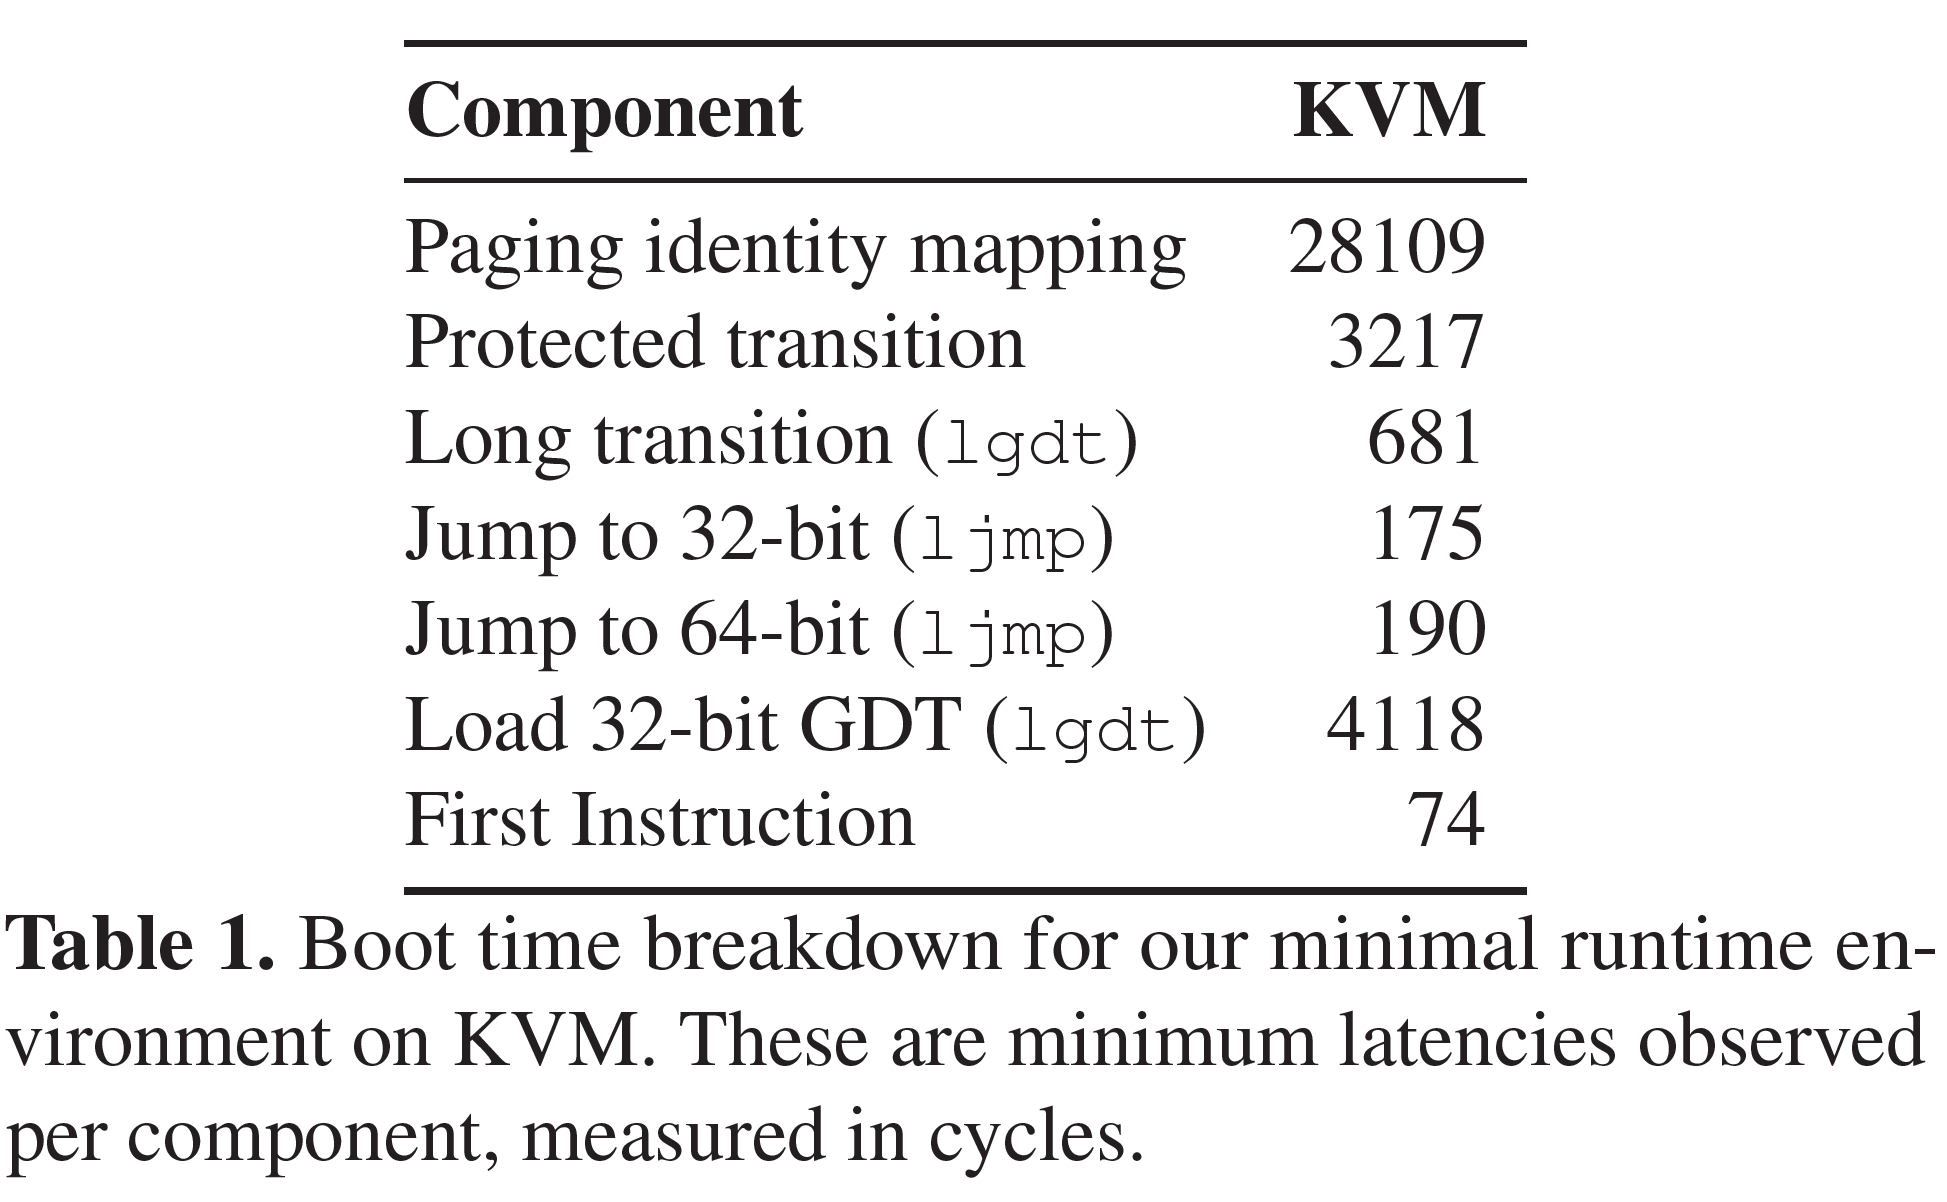 Component KVM
Paging identity mapping 28109
Protected transition 3217
Long transition (lgdt) 681
Jump to 32-bit (ljmp) 175
Jump to 64-bit (ljmp) 190
Load 32-bit GDT (lgdt) 4118
First Instruction 74
Table 1. Boot time breakdown for our minimal runtime en-
vironment on KVM. These are minimum latencies observed
per component, measured in cycles.